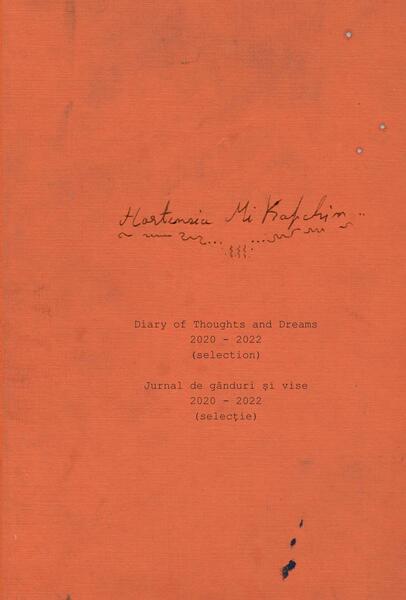 Hortensia Mi Kafchin
Diary of Thoughts and Dreams
2020 - 2022
(selection)
Jurnal de gânduri și vise
2020 - 2022
(selecție)